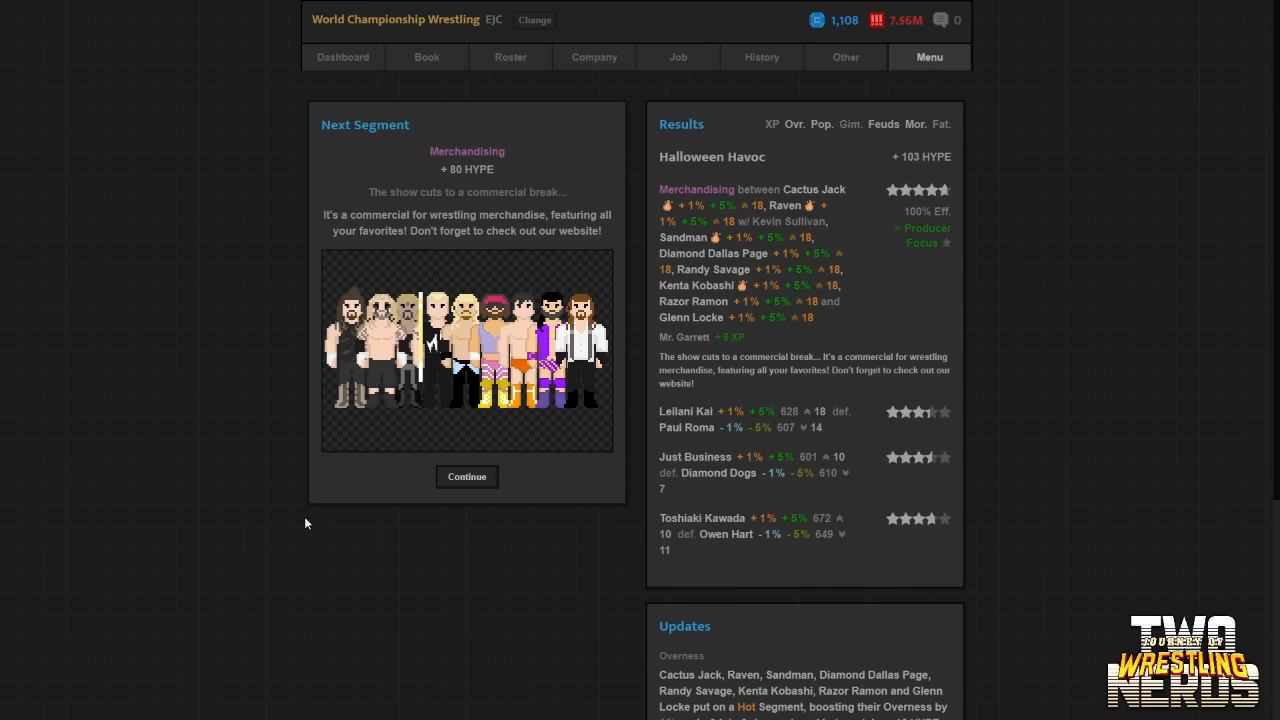 World Championship Wrestling EJC Change 1,108 7.56M 0
Dashboard Book Roster Company Job History Other Menu
Next Segment
Merchandising
+ 80 HYPE
The show cuts to a commercial break...
It's a commercial for wrestling merchandise, featuring all
your favorites! Don't forget to check out our website!
Continue
Results XP Ovr. Pop. Gim. Feuds Mor. Fat.
Halloween Havoc + 103 HYPE
Merchandising between Cactus Jack
+ 1% + 5% 18, Raven +
1% + 5% 18 w/ Kevin Sullivan,
Sandman + 1% + 5% 18,
Diamond Dallas Page + 1% + 5%
18, Randy Savage + 1% + 5% 18,
Kenta Kobashi + 1% + 5% 18,
Razor Ramon + 1% + 5% 18 and
Glenn Locke + 1% + 5% 18
100% Eff.
Producer
Focus
Mr. Garrett + 6 XP
The show cuts to a commercial break... It's a commercial for wrestling
merchandise, featuring all your favorites! Don't forget to check out our
website!
Leilani Kai + 1% + 5% 628 18 def.
Paul Roma - 1% - 5% 607 14
Just Business + 1% + 5% 601 10
def. Diamond Dogs - 1% - 5% 610
7
Toshiaki Kawada + 1% + 5% 672
10 def. Owen Hart - 1% - 5% 649
11
Updates
Overness
Cactus Jack, Raven, Sandman, Diamond Dallas Page,
Randy Savage, Kenta Kobashi, Razor Ramon and Glenn
Locke put on a Hot Segment, boosting their Overness by
TWO
JOURNEY OF
WRESTLING
NERDS